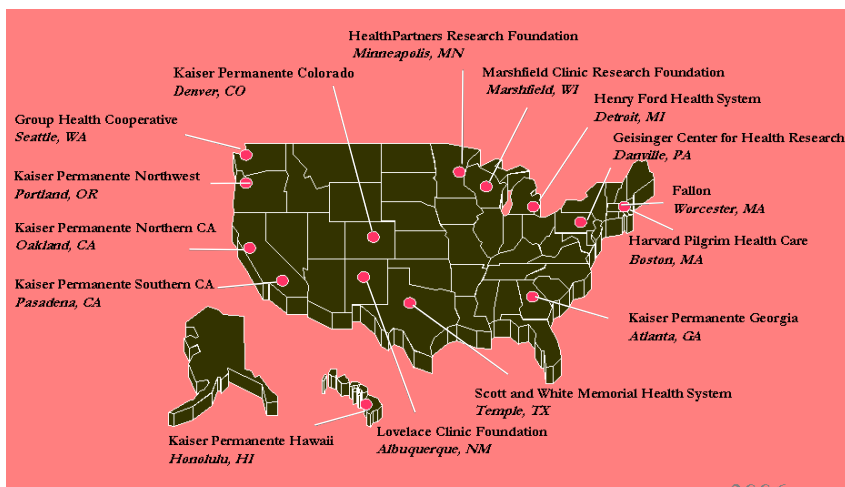 HealthPartners Research Foundation
Minneapolis, MN
Kaiser Permanente Colorado
Denver, CO
Marshfield Clinic Research Foundation
Marshfield, WI
Henry Ford Health System
Detroit, MI
Group Health Cooperative
Seattle, WA
Geisinger Center for Health Research
Danville, PA
Kaiser Permanente Northwest
Portland, OR
Fallon
Worcester, MA
Kaiser Permanente Northern CA
Oakland, CA
Harvard Pilgrim Health Care
Boston, MA
Kaiser Permanente Southern CA
Pasadena, CA
Kaiser Permanente Georgia
Atlanta, GA
Scott and White Memorial Health System
Temple, TX
Lovelace Clinic Foundation
Albuquerque, NM
Kaiser Permanente Hawaii
Honolulu, HI